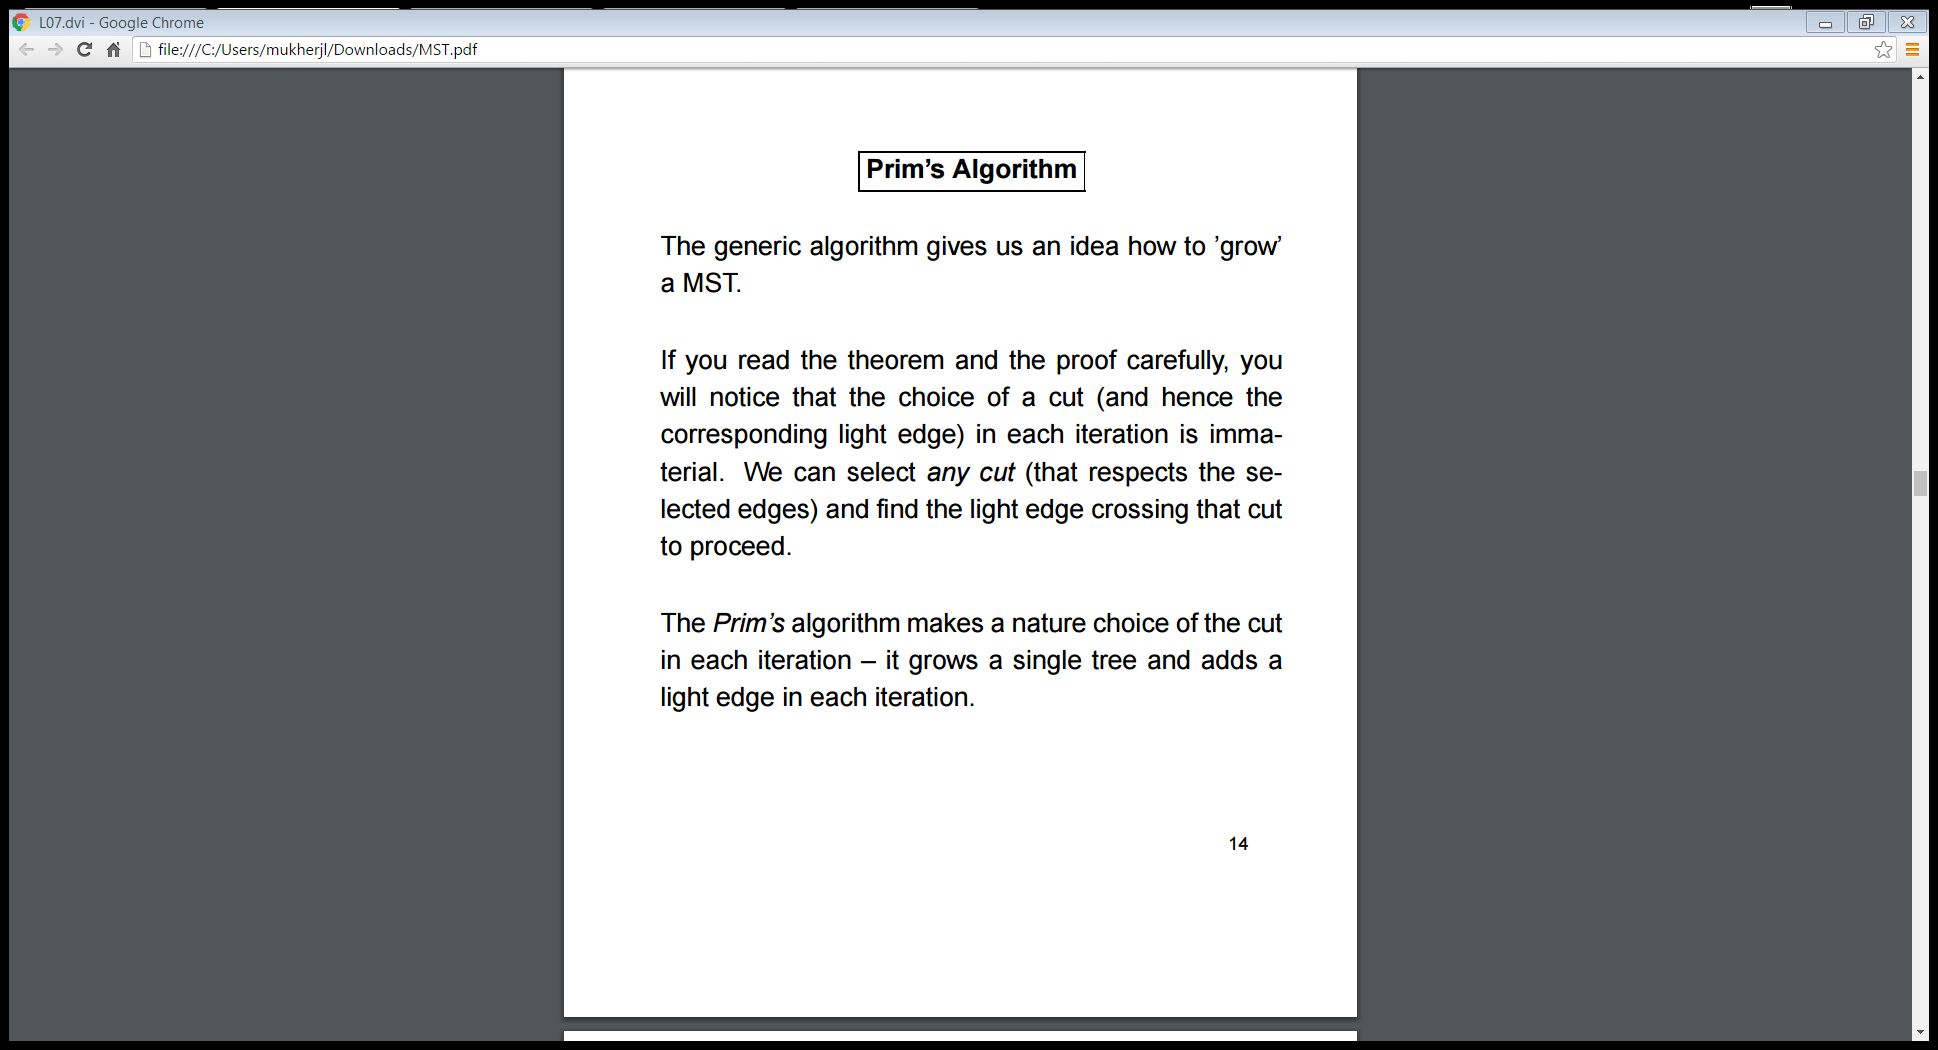 L07.dvi - Google Chrome
file:///C:/Users/mukherjl/Downloads/MST.pdf
Prim’s Algorithm
The generic algorithm gives us an idea how to ’grow’
a MST.
If you read the theorem and the proof carefully, you
will notice that the choice of a cut (and hence the
corresponding light edge) in each iteration is imma-
terial. We can select any cut (that respects the se-
lected edges) and find the light edge crossing that cut
to proceed.
The Prim’s algorithm makes a nature choice of the cut
in each iteration – it grows a single tree and adds a
light edge in each iteration.
14